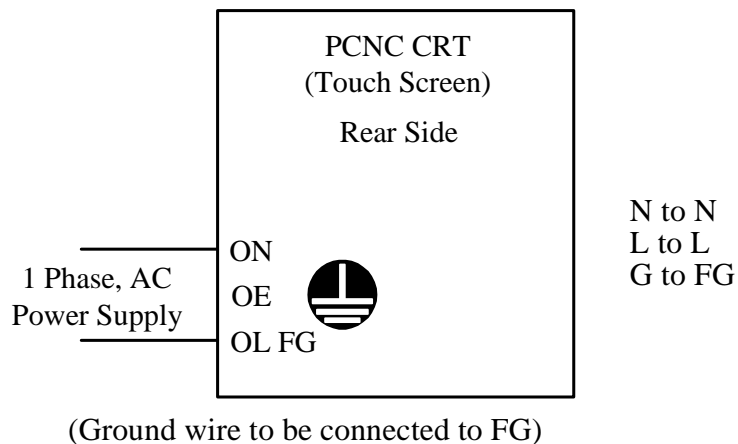 PCNC CRT
(Touch Screen)
Rear Side
N to N
L to L
G to FG
ON
1 Phase, AC
Power Supply
OE
OL FG
(Ground wire to be connected to FG)